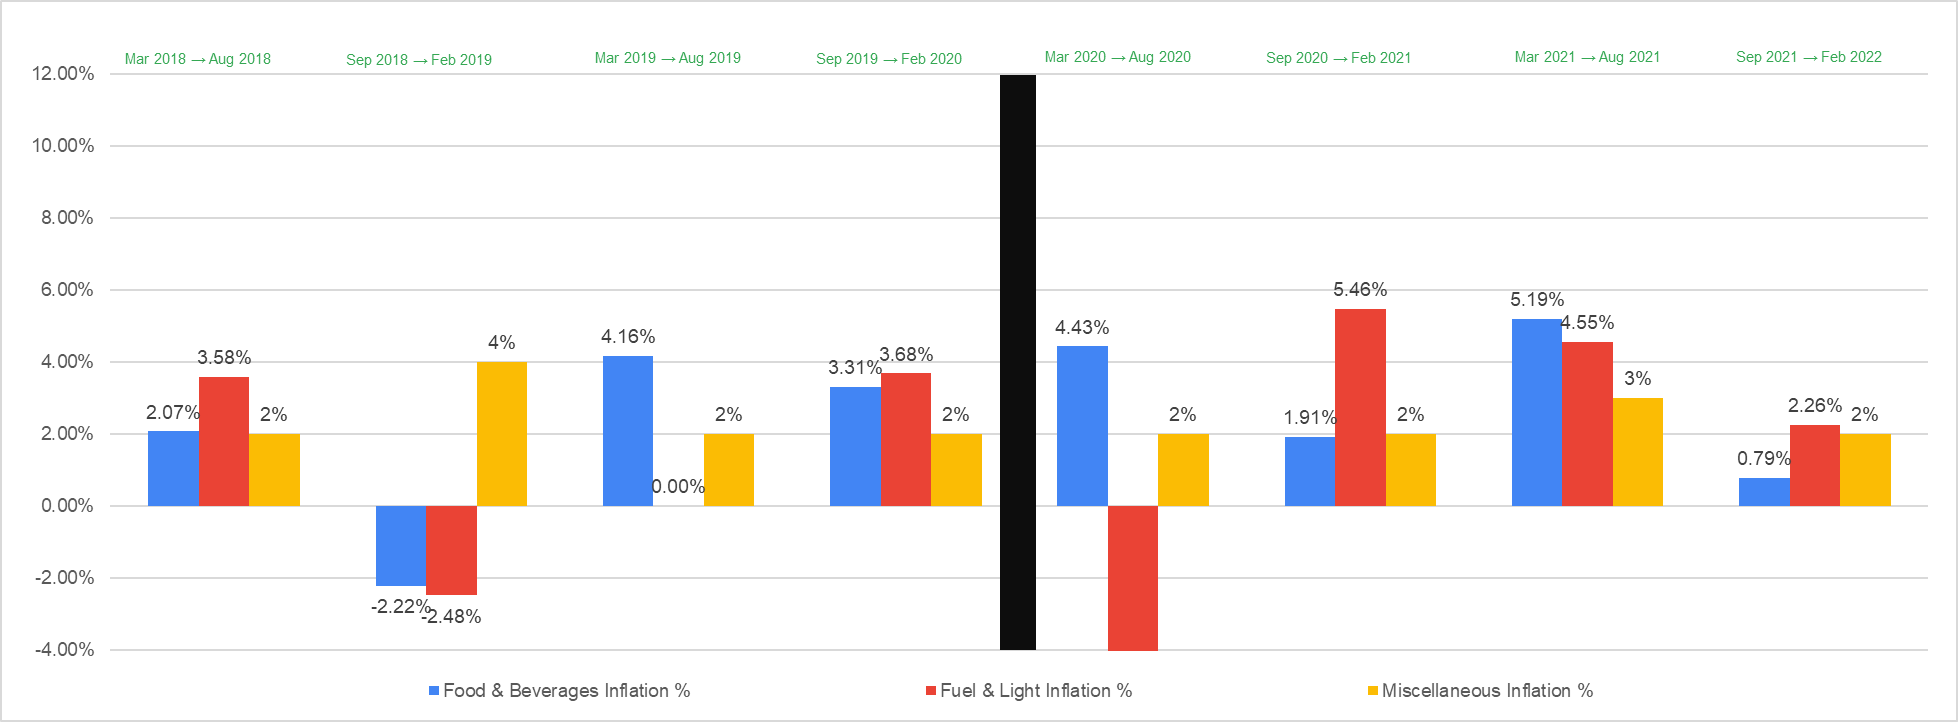 Mar 2018 → Aug 2018
Sep 2018 → Feb 2019
Mar 2019 → Aug 2019
Sep 2019 → Feb 2020
Mar 2020 → Aug 2020
Sep 2020 → Feb 2021
Mar 2021 → Aug 2021
Sep 2021 → Feb 2022
12.00%
10.00%
8.00%
6.00%
4.00%
2.00%
0.00%
-2.00%
-4.00%
2.07%
3.58%
2%
-2.22%
-2.48%
4%
4.16%
0.00%
2%
3.31%
3.68%
2%
4.43%
2%
1.91%
5.46%
2%
5.19%
4.55%
3%
0.79%
2.26%
2%
Food & Beverages Inflation %
Fuel & Light Inflation %
Miscellaneous Inflation %